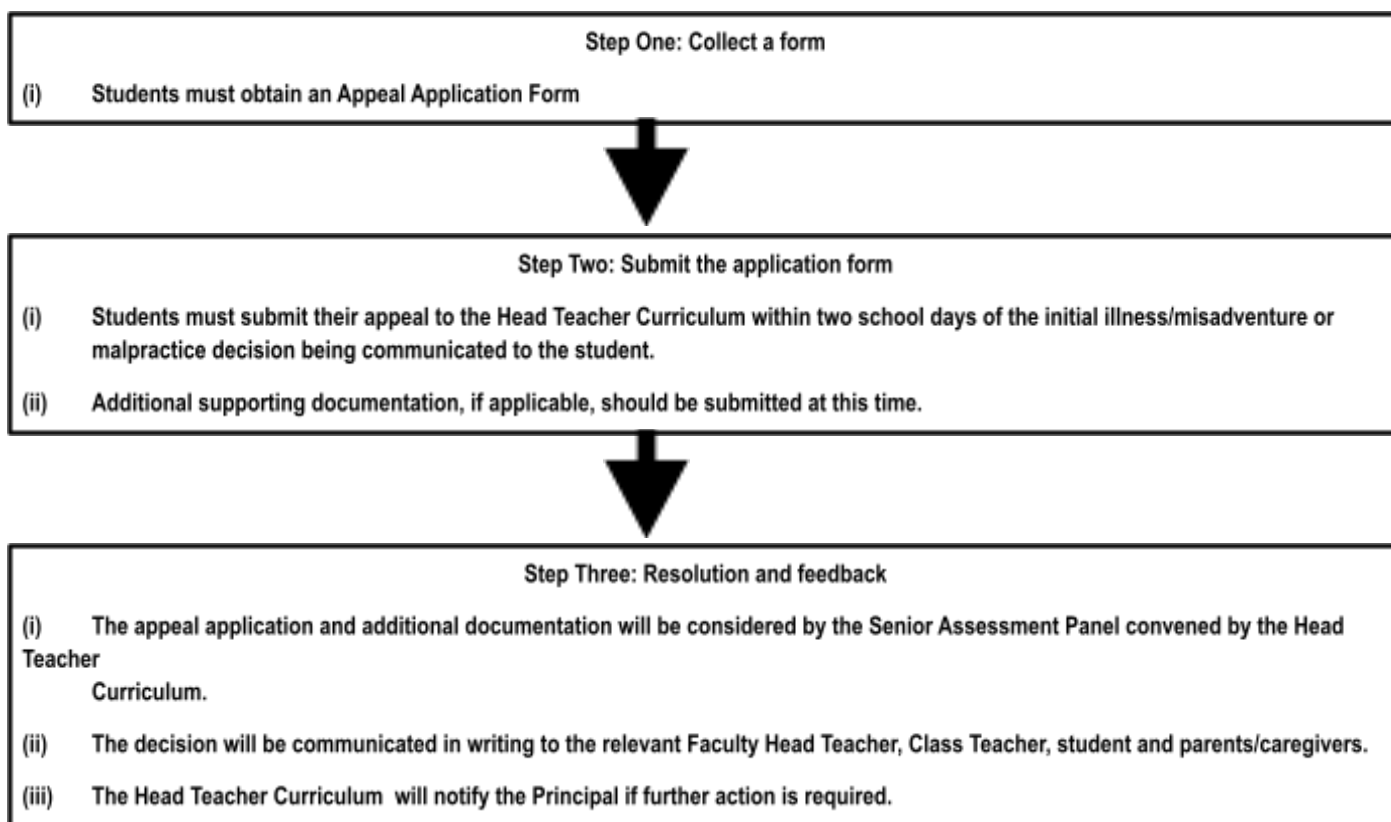 Step One: Collect a form
(i) Students must obtain an Appeal Application Form
Step Two: Submit the application form
(i) Students must submit their appeal to the Head Teacher Curriculum within two school days of the initial illness/misadventure or
malpractice decision being communicated to the student.
(ii) Additional supporting documentation, if applicable, should be submitted at this time.
Step Three: Resolution and feedback
(i) The appeal application and additional documentation will be considered by the Senior Assessment Panel convened by the Head
Teacher
Curriculum.
(ii) The decision will be communicated in writing to the relevant Faculty Head Teacher, Class Teacher, student and parents/caregivers.
(iii) The Head Teacher Curriculum will notify the Principal if further action is required.